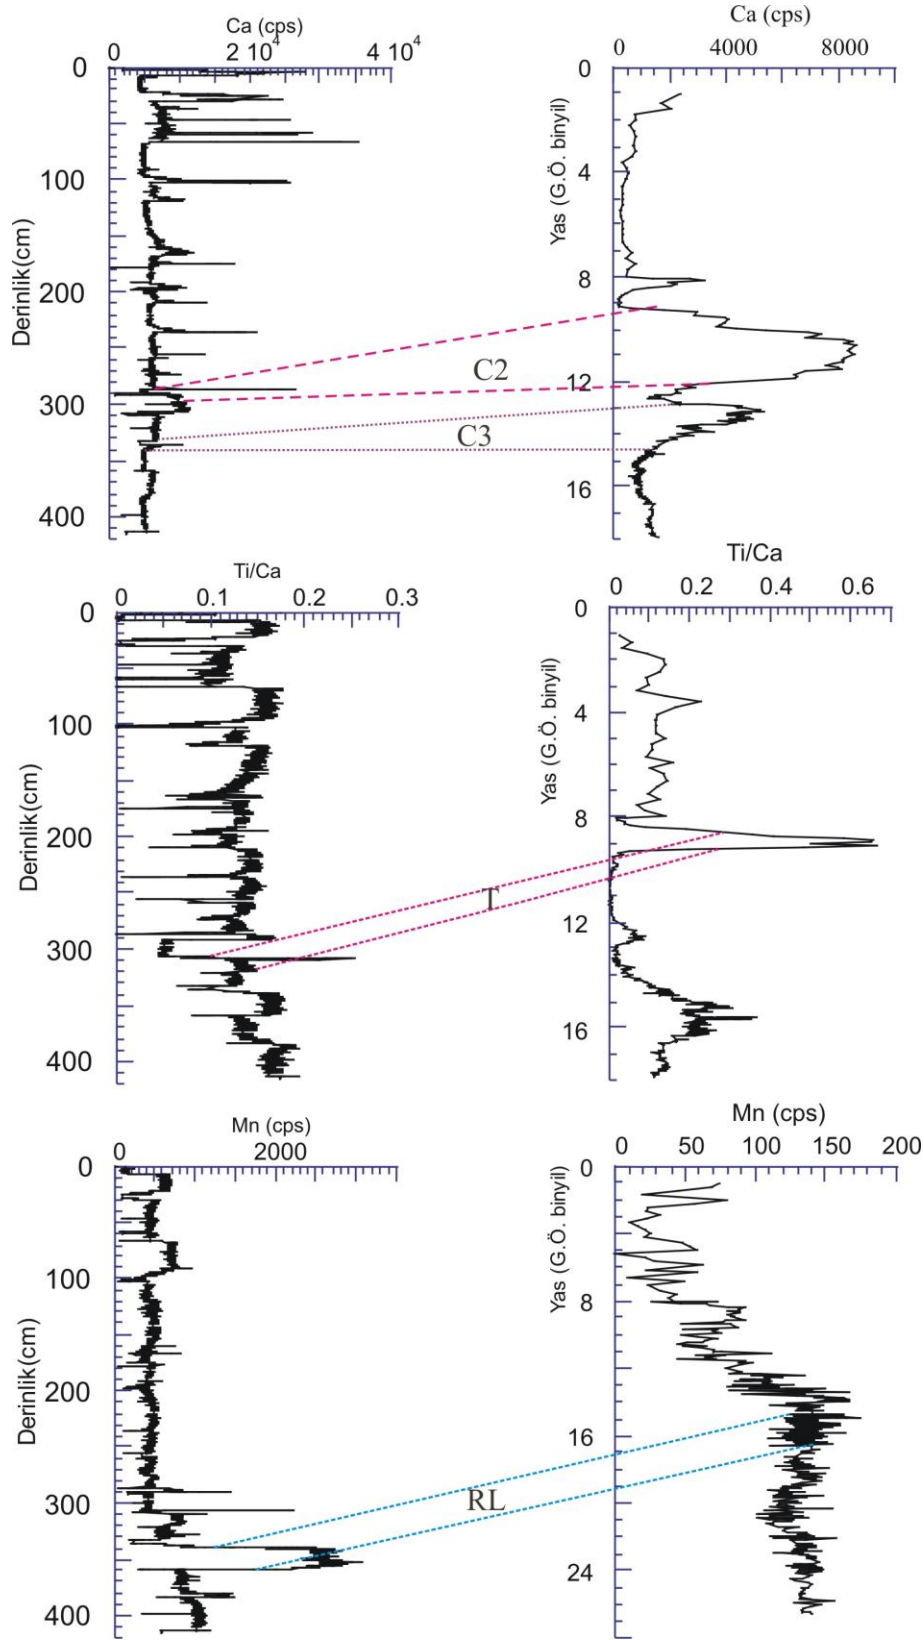 Ca (cps)
0 2 10⁴ 4 10⁴
0
100
200
300
400
Derinlik(cm)
Ca (cps)
0 4000 8000
0
4
8
12
16
Yas (G.Ö. binyil)
C2
C3
Ti/Ca
0 0.1 0.2 0.3
0
100
200
300
400
Derinlik(cm)
Ti/Ca
0 0.2 0.4 0.6
0
4
8
12
16
Yas (G.Ö. binyil)
T
Mn (cps)
0 2000
0
100
200
300
400
Derinlik(cm)
Mn (cps)
0 50 100 150 200
0
8
16
24
Yas (G.Ö. binyil)
RL